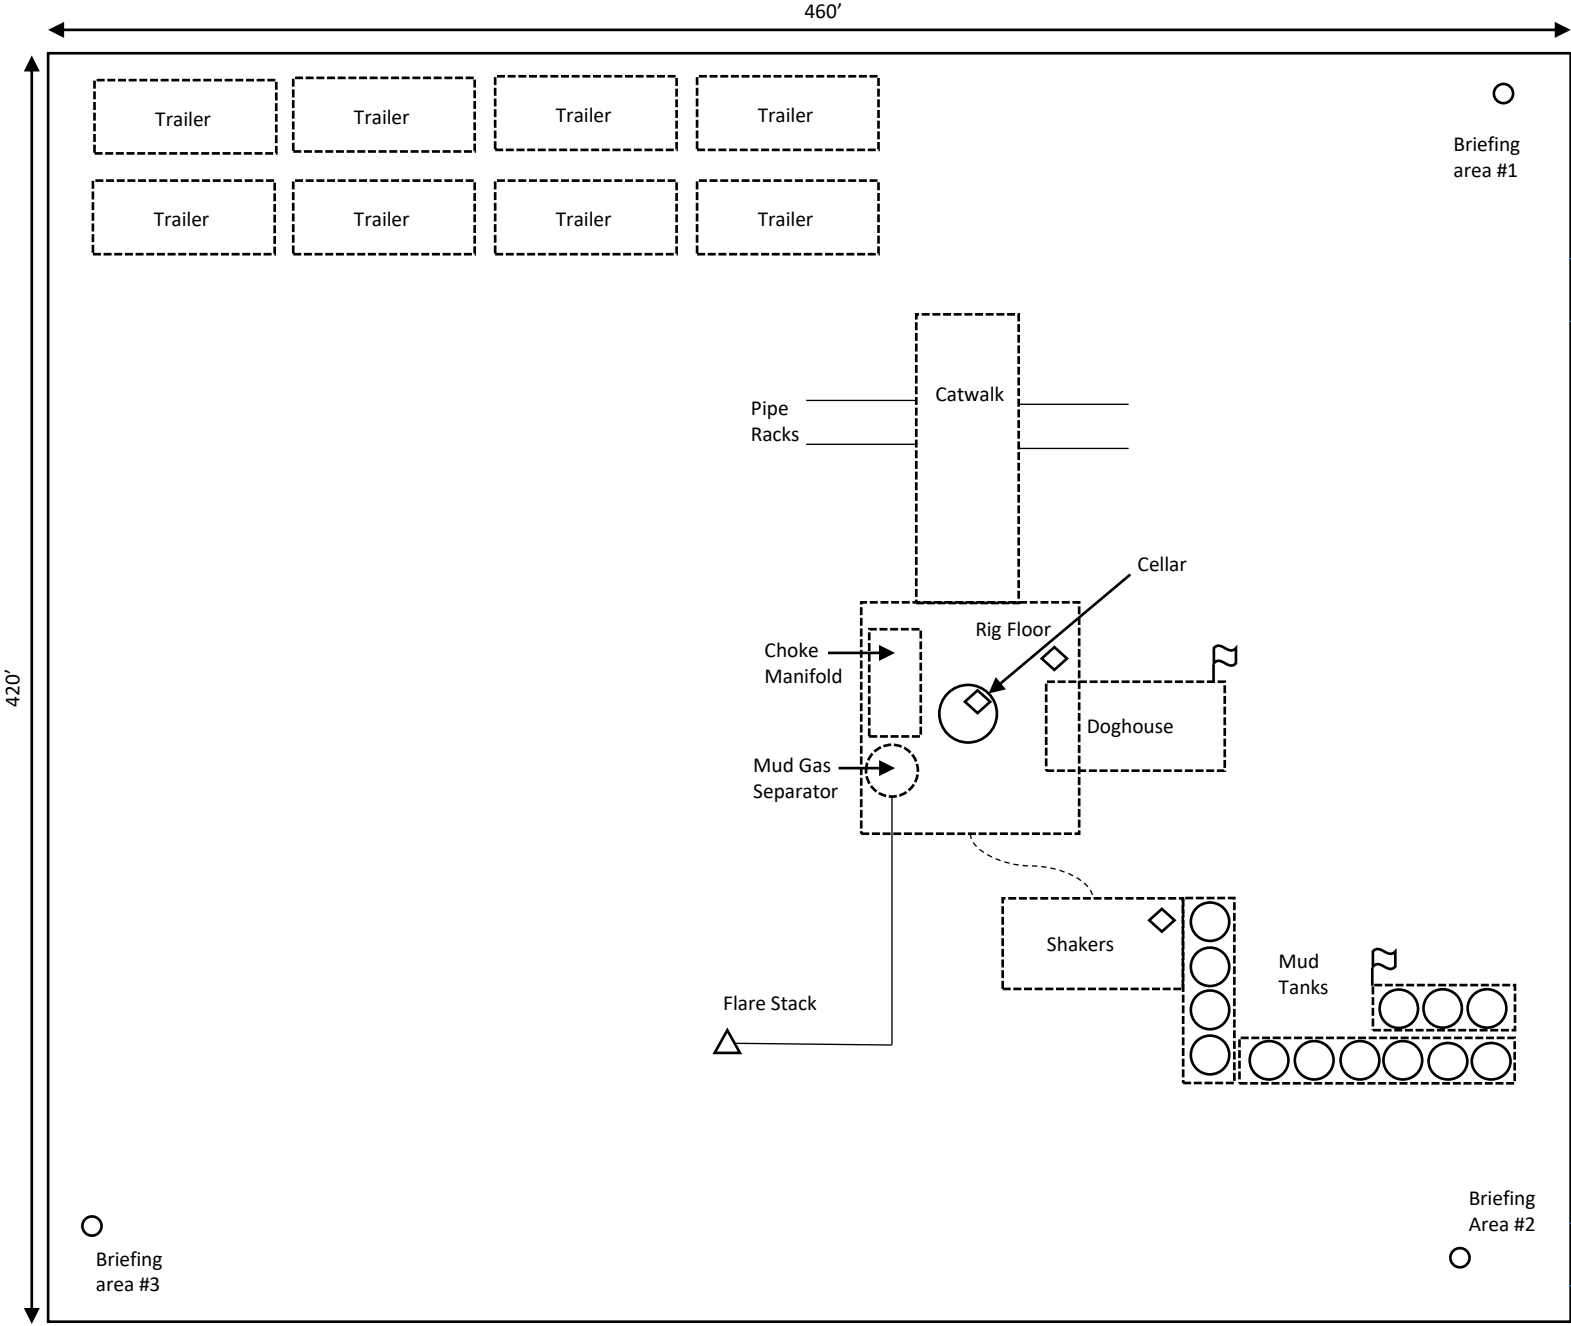 460’
Trailer
Trailer
Trailer
Trailer
Briefing
area #1
Trailer
Trailer
Trailer
Trailer
Catwalk
Pipe
Racks
Cellar
Rig Floor
Choke
Manifold
420’
Doghouse
Mud Gas
Separator
Shakers
Mud
Tanks
Flare Stack
Briefing
Area #2
Briefing
area #3